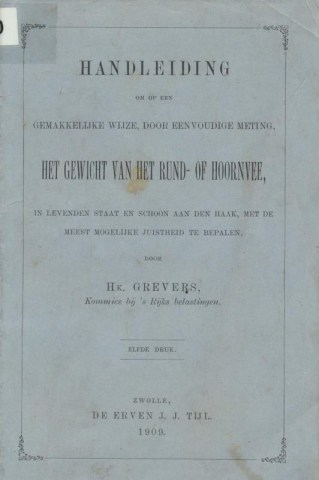 HANDLEIDING
OM OP EEN
GEMAKKELIJKE WIJZE, DOOR EENVOUDIGE METING,
HET GEWICHT VAN HET RUND- OF HOORNVEE,
IN LEVENDEN STAAT EN SCHOON AAN DEN HAAK, MET DE
MEEST MOGELIJKE JUISTHEID TE BEPALEN,
DOOR
HK. GREVERS,
Kommies bij 's Rijks belastingen.
ELFDE DRUK.
ZWOLLE,
DE ERVEN J. J. TIJL.
1909.